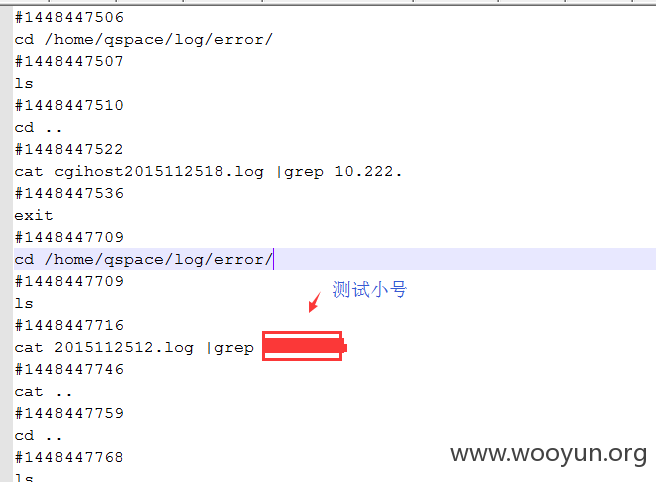 #1448447506
cd /home/qspace/log/error/
#1448447507
ls
#1448447510
cd ..
#1448447522
cat cgihost2015112518.log |grep 10.222.
#1448447536
exit
#1448447709
cd /home/qspace/log/error/
#1448447709
ls
测试小号
#1448447716
cat 2015112512.log |grep
#1448447746
cat ..
#1448447759
cd ..
#1448447768
ls
www.wooyun.org